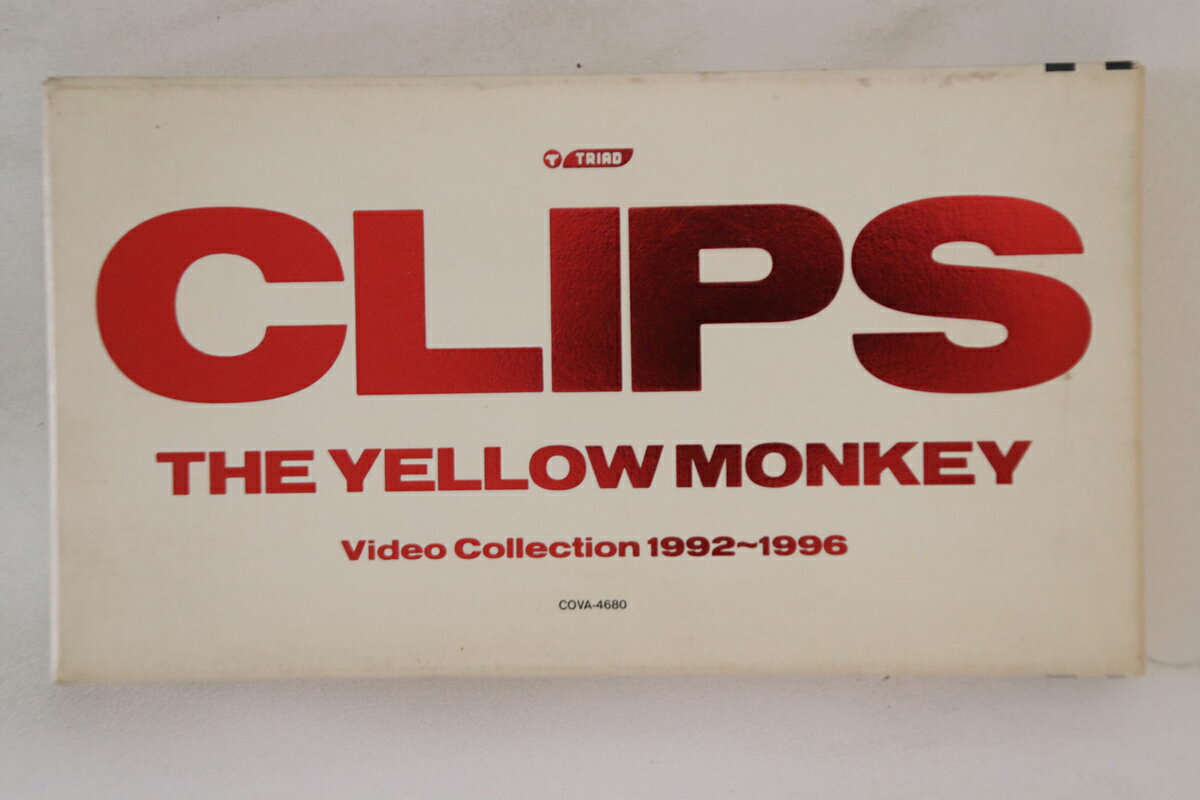 T TRIAD
CLiPS
THE YELLOW MONKEY
Video Collection 1992~1996
COVA-4680